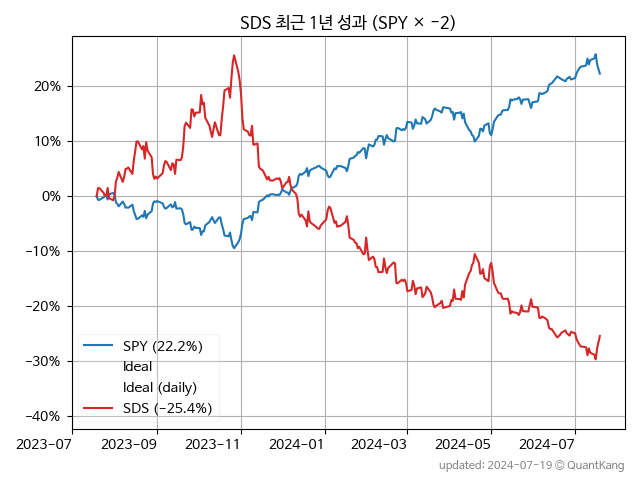 SDS 최근 1년 성과 (SPY × −2)
20%
10%
0%
−10%
−20%
−30%
−40%
SPY (22.2%)
Ideal
Ideal (daily)
SDS (−25.4%)
2023−07
2023−09
2023−11
2024−01
2024−03
2024−05
2024−07
updated: 2024−07−19 © QuantKang